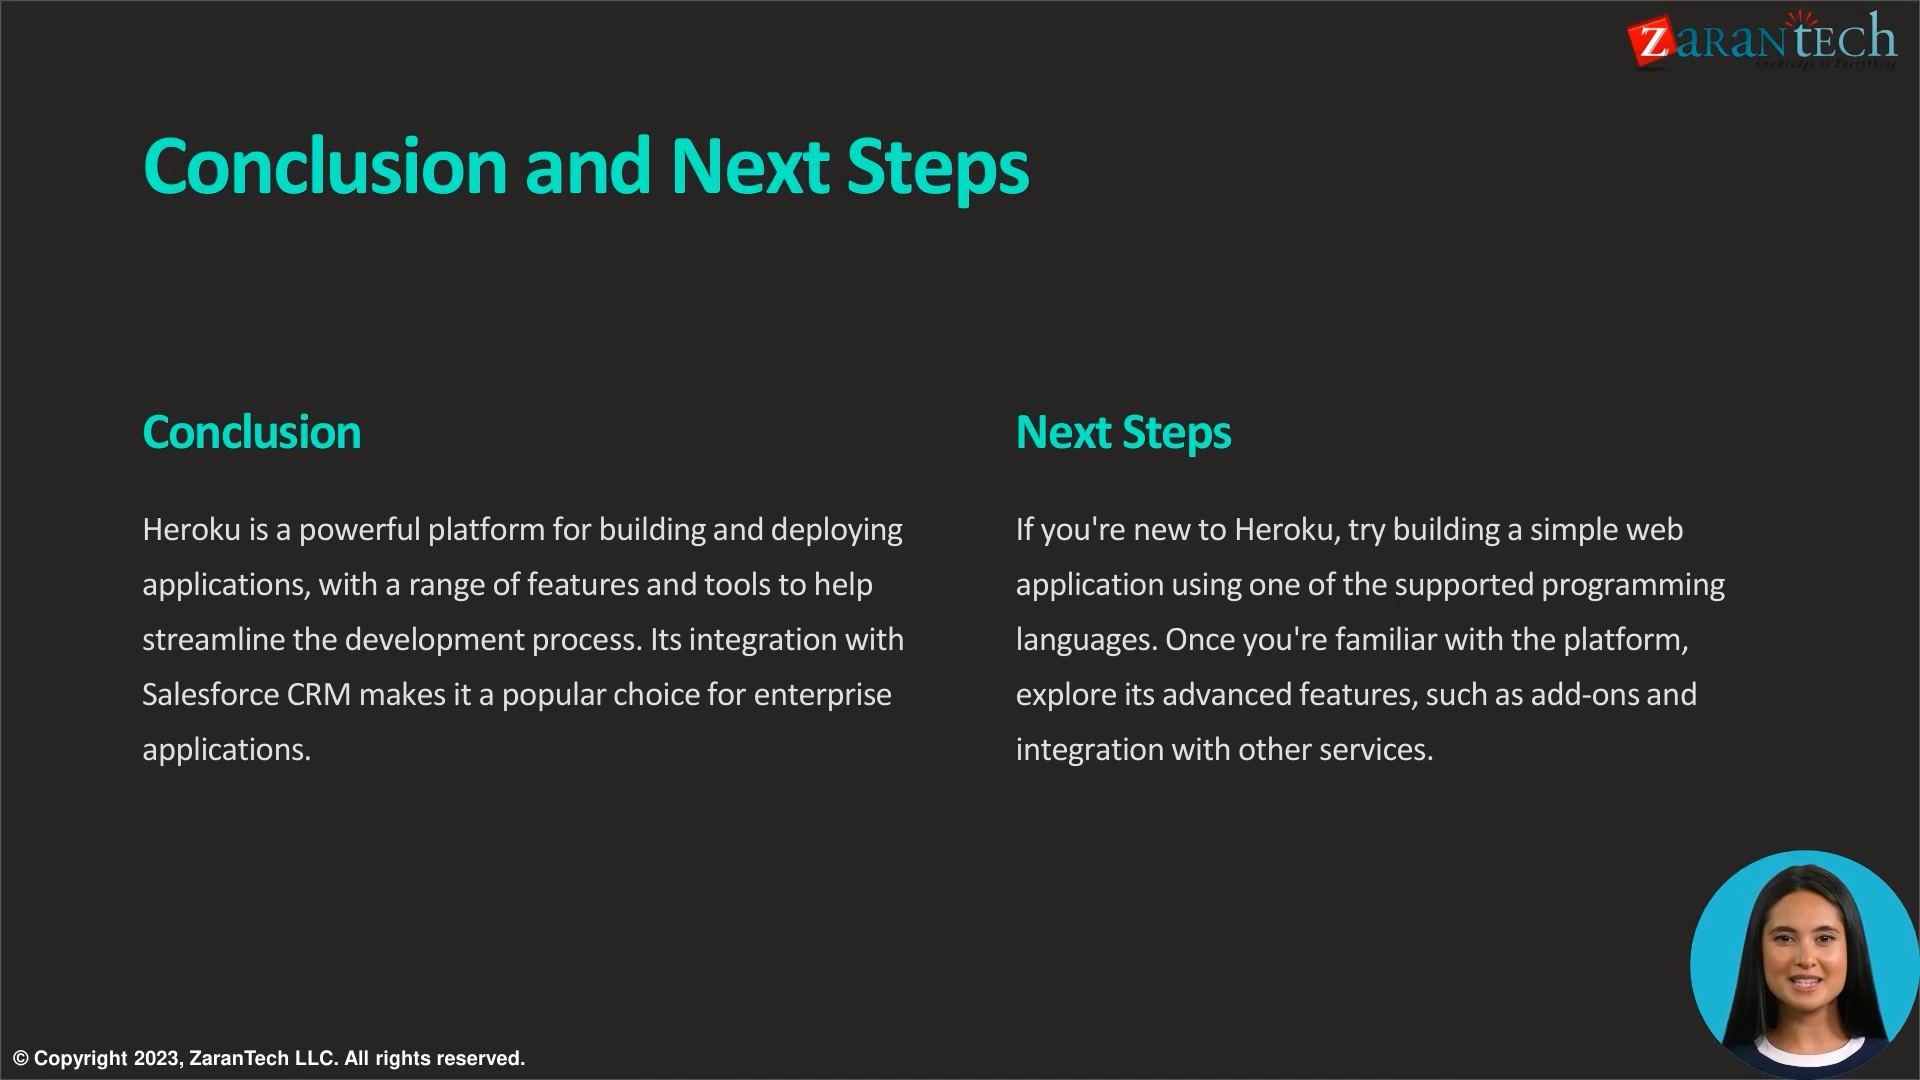 ZaranTech
knowledge is Everything
Conclusion and Next Steps
Conclusion
Heroku is a powerful platform for building and deploying
applications, with a range of features and tools to help
streamline the development process. Its integration with
Salesforce CRM makes it a popular choice for enterprise
applications.
Next Steps
If you're new to Heroku, try building a simple web
application using one of the supported programming
languages. Once you're familiar with the platform,
explore its advanced features, such as add-ons and
integration with other services.
© Copyright 2023, ZaranTech LLC. All rights reserved.